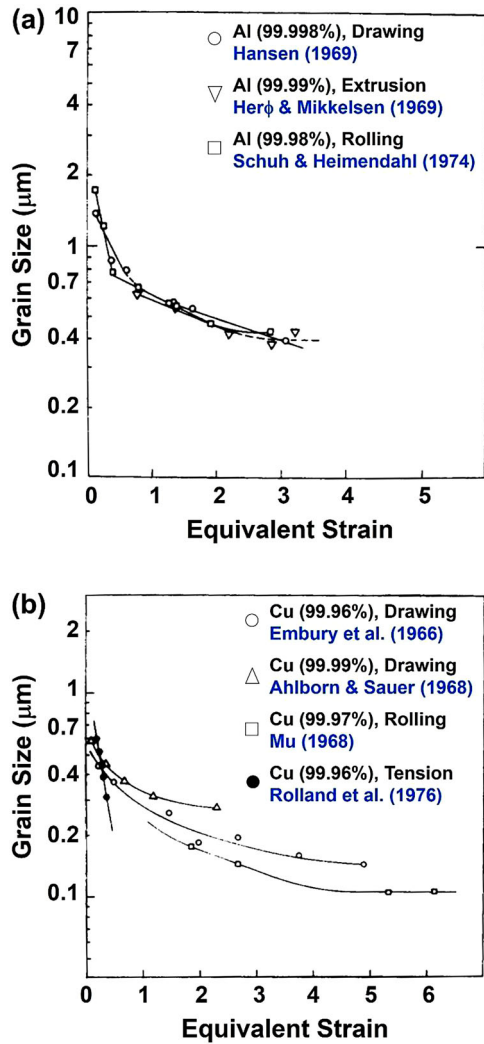 (a)
10
4
2
1
0.7
0.4
0.2
0.1
Grain Size (μm)
Al (99.998%), Drawing
Hansen (1969)
Al (99.99%), Extrusion
Herϕ & Mikkelsen (1969)
Al (99.98%), Rolling
Schuh & Heimendahl (1974)
0 1 2 3 4 5
Equivalent Strain
(b)
2
1
0.7
0.4
0.2
0.1
Grain Size (μm)
Cu (99.96%), Drawing
Embury et al. (1966)
Cu (99.99%), Drawing
Ahlborn & Sauer (1968)
Cu (99.97%), Rolling
Mu (1968)
Cu (99.96%), Tension
Rolland et al. (1976)
0 1 2 3 4 5 6
Equivalent Strain